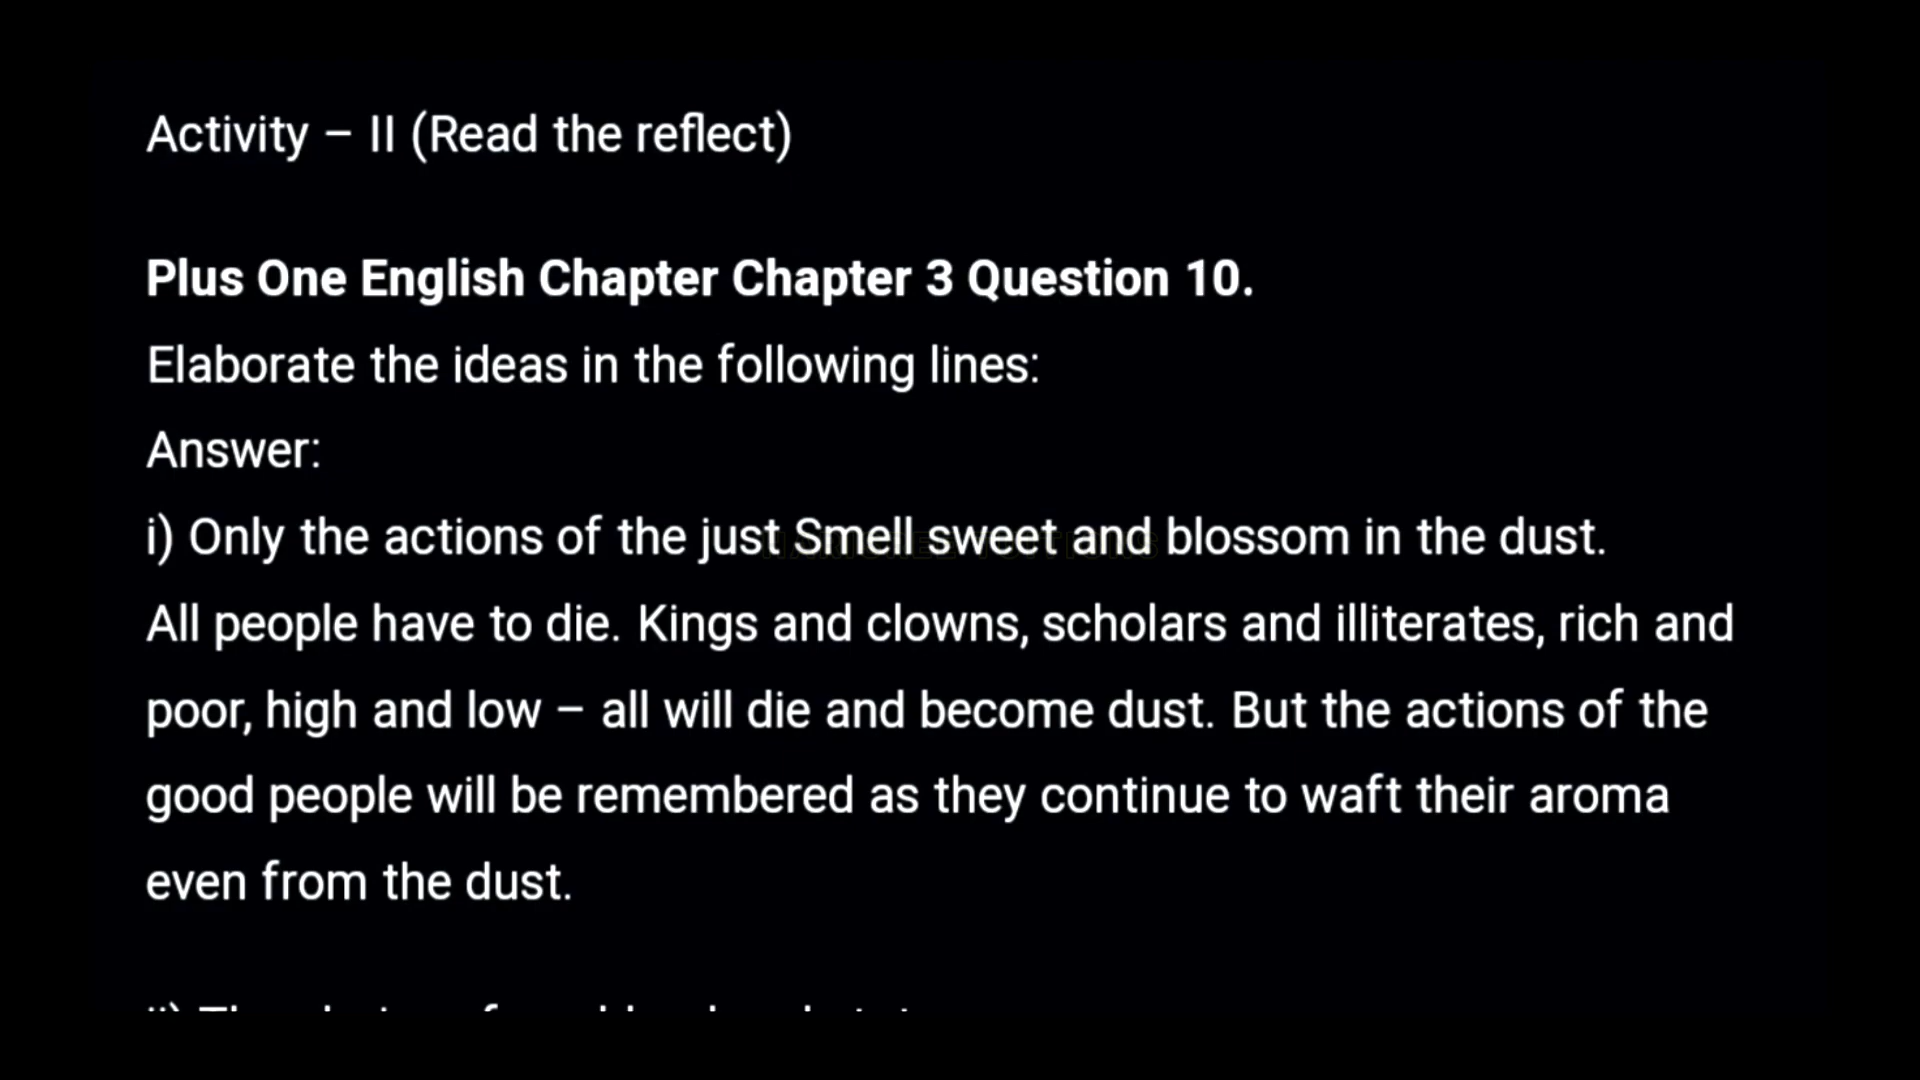 Activity – II (Read the reflect)
Plus One English Chapter Chapter 3 Question 10.
Elaborate the ideas in the following lines:
Answer:
i) Only the actions of the just Smell sweet and blossom in the dust.
All people have to die. Kings and clowns, scholars and illiterates, rich and
poor, high and low – all will die and become dust. But the actions of the
good people will be remembered as they continue to waft their aroma
even from the dust.